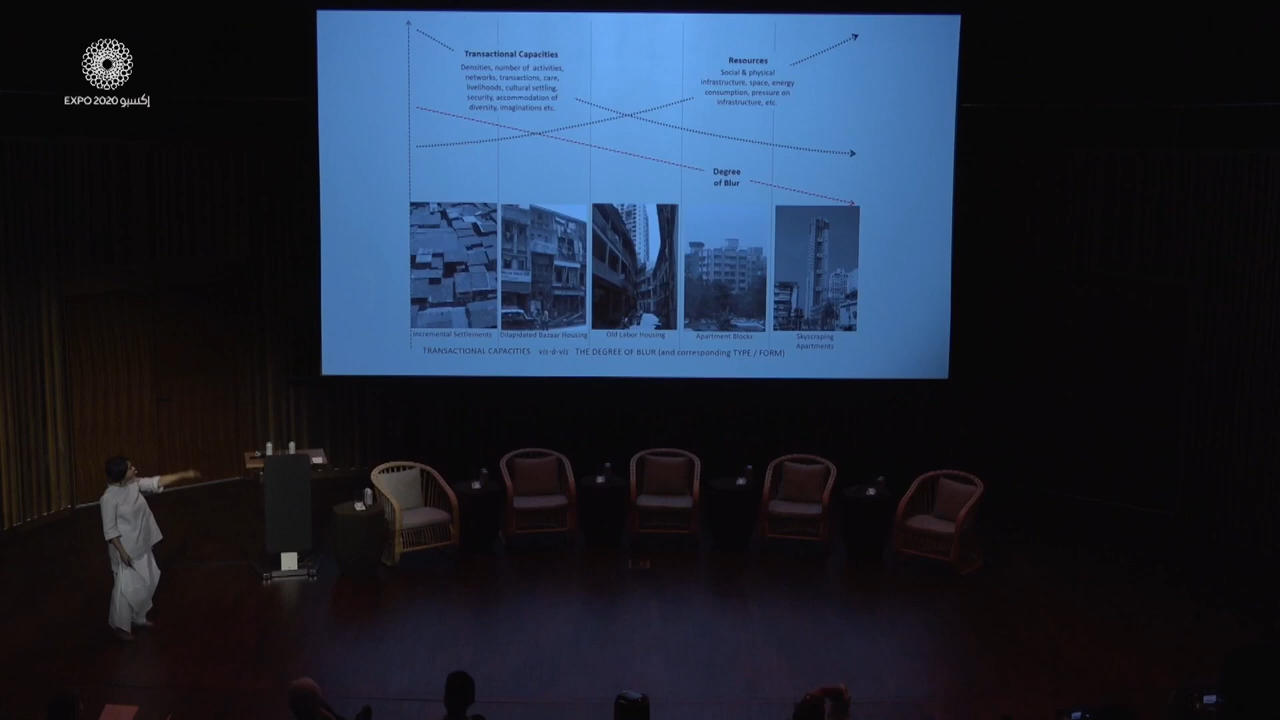 EXPO 2020 إكسبو
Transactional Capacities
Densities, number of activities,
networks, transactions, care,
livelihoods, cultural settling,
security, accommodation of
diversity, imaginations etc.
Resources
Social & physical
infrastructure, space, energy
consumption, pressure on
infrastructure, etc.
Degree
of Blur
Incremental Settlements
Dilapidated Bazaar Housing
Old Labor Housing
Apartment Blocks
Skyscraping
Apartments
TRANSACTIONAL CAPACITIES vis-à-vis THE DEGREE OF BLUR (and corresponding TYPE / FORM)